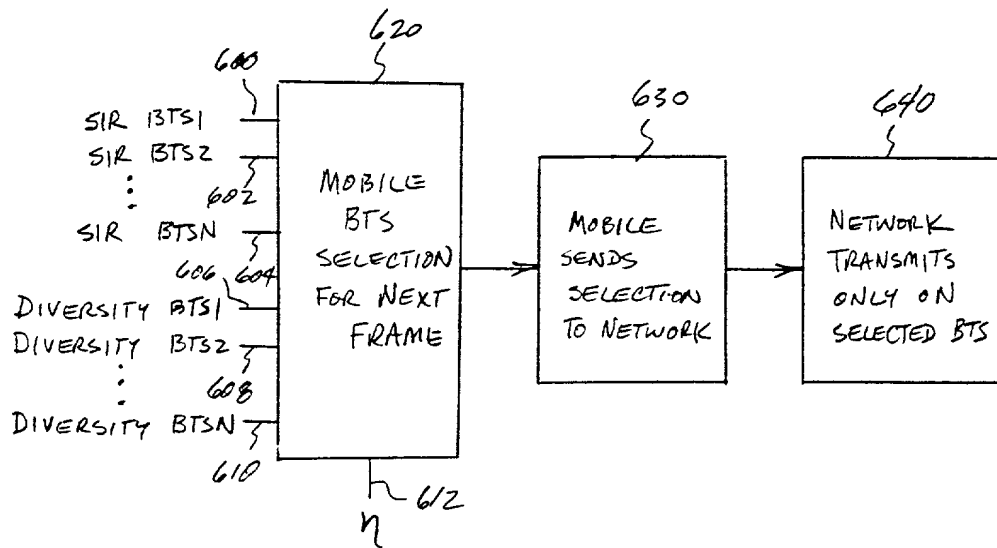 620
600
630
640
SIR BTS1
SIR BTS2
602
SIR BTSN
604
606
DIVERSITY BTS1
DIVERSITY BTS2
608
DIVERSITY BTSN
610
MOBILE
BTS
SELECTION
FOR NEXT
FRAME
612
η
MOBILE
SENDS
SELECTION
TO NETWORK
NETWORK
TRANSMITS
ONLY ON
SELECTED BTS